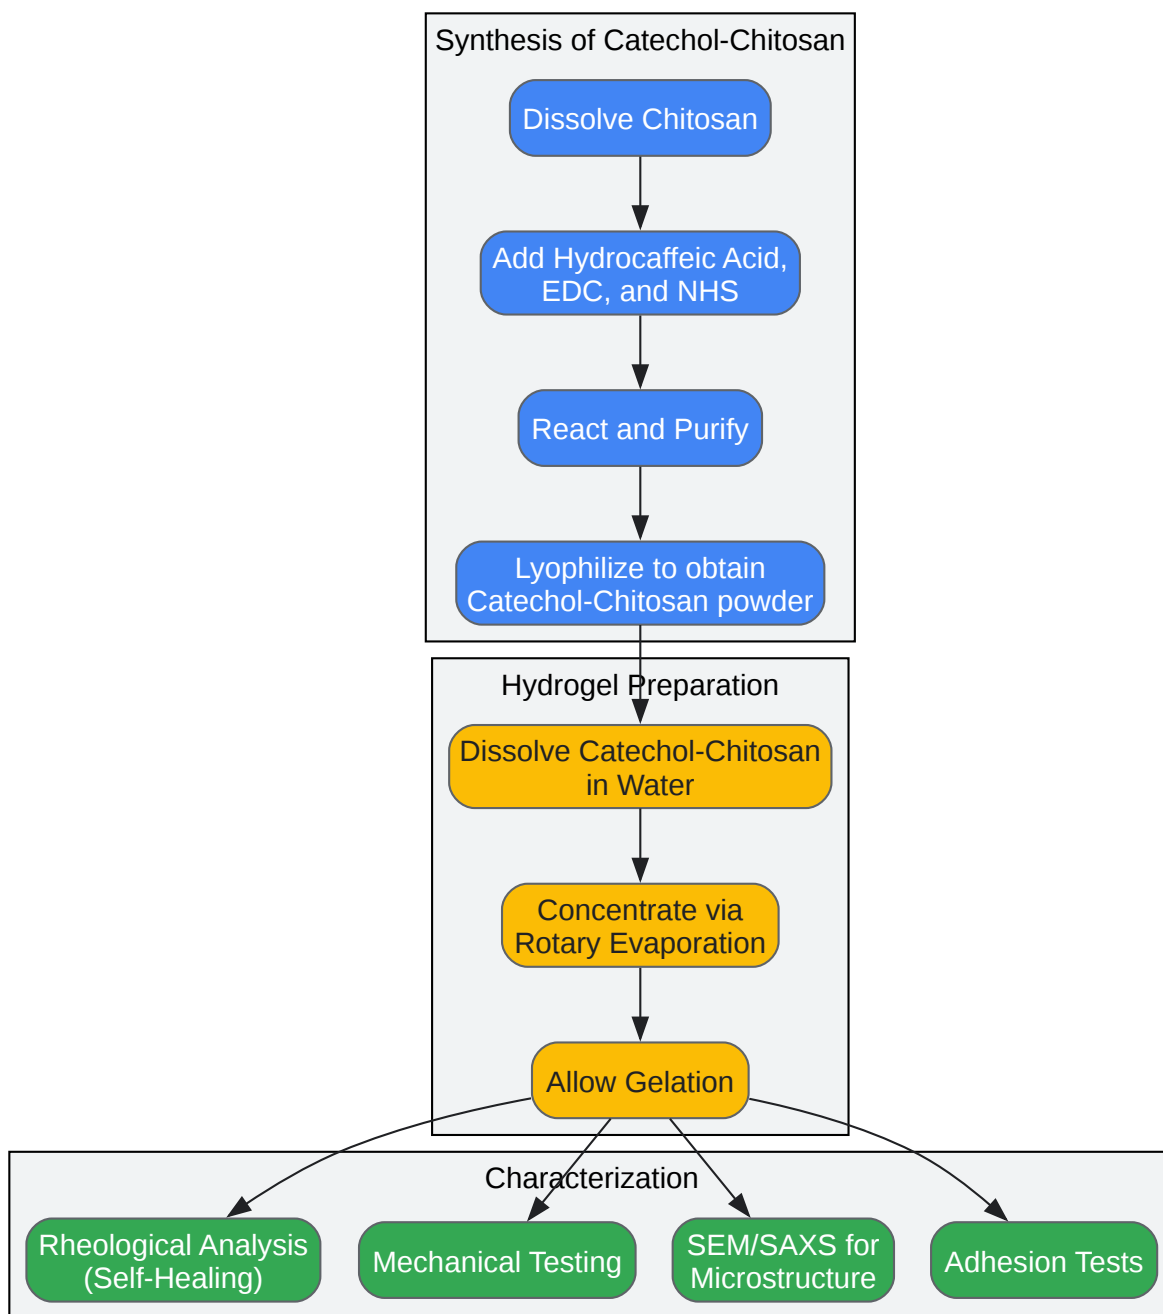 Synthesis of Catechol-Chitosan
Dissolve Chitosan
Add Hydrocaffeic Acid,
EDC, and NHS
React and Purify
Lyophilize to obtain
Catechol-Chitosan powder
Hydrogel Preparation
Dissolve Catechol-Chitosan
in Water
Concentrate via
Rotary Evaporation
Allow Gelation
Characterization
Rheological Analysis
(Self-Healing)
Mechanical Testing
SEM/SAXS for
Microstructure
Adhesion Tests